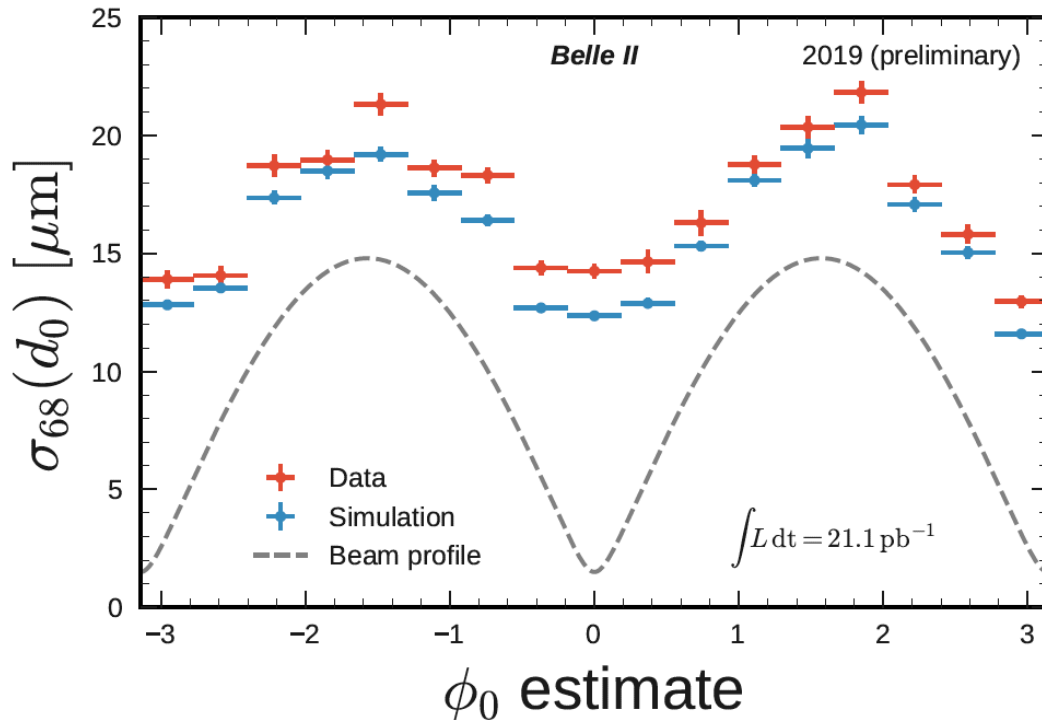 Belle II 2019 (preliminary)
25
20
15
10
5
0
σ68(d0) [μm]
Data
Simulation
Beam profile
∫L dt = 21.1 pb⁻¹
−3 −2 −1 0 1 2 3
ϕ0 estimate